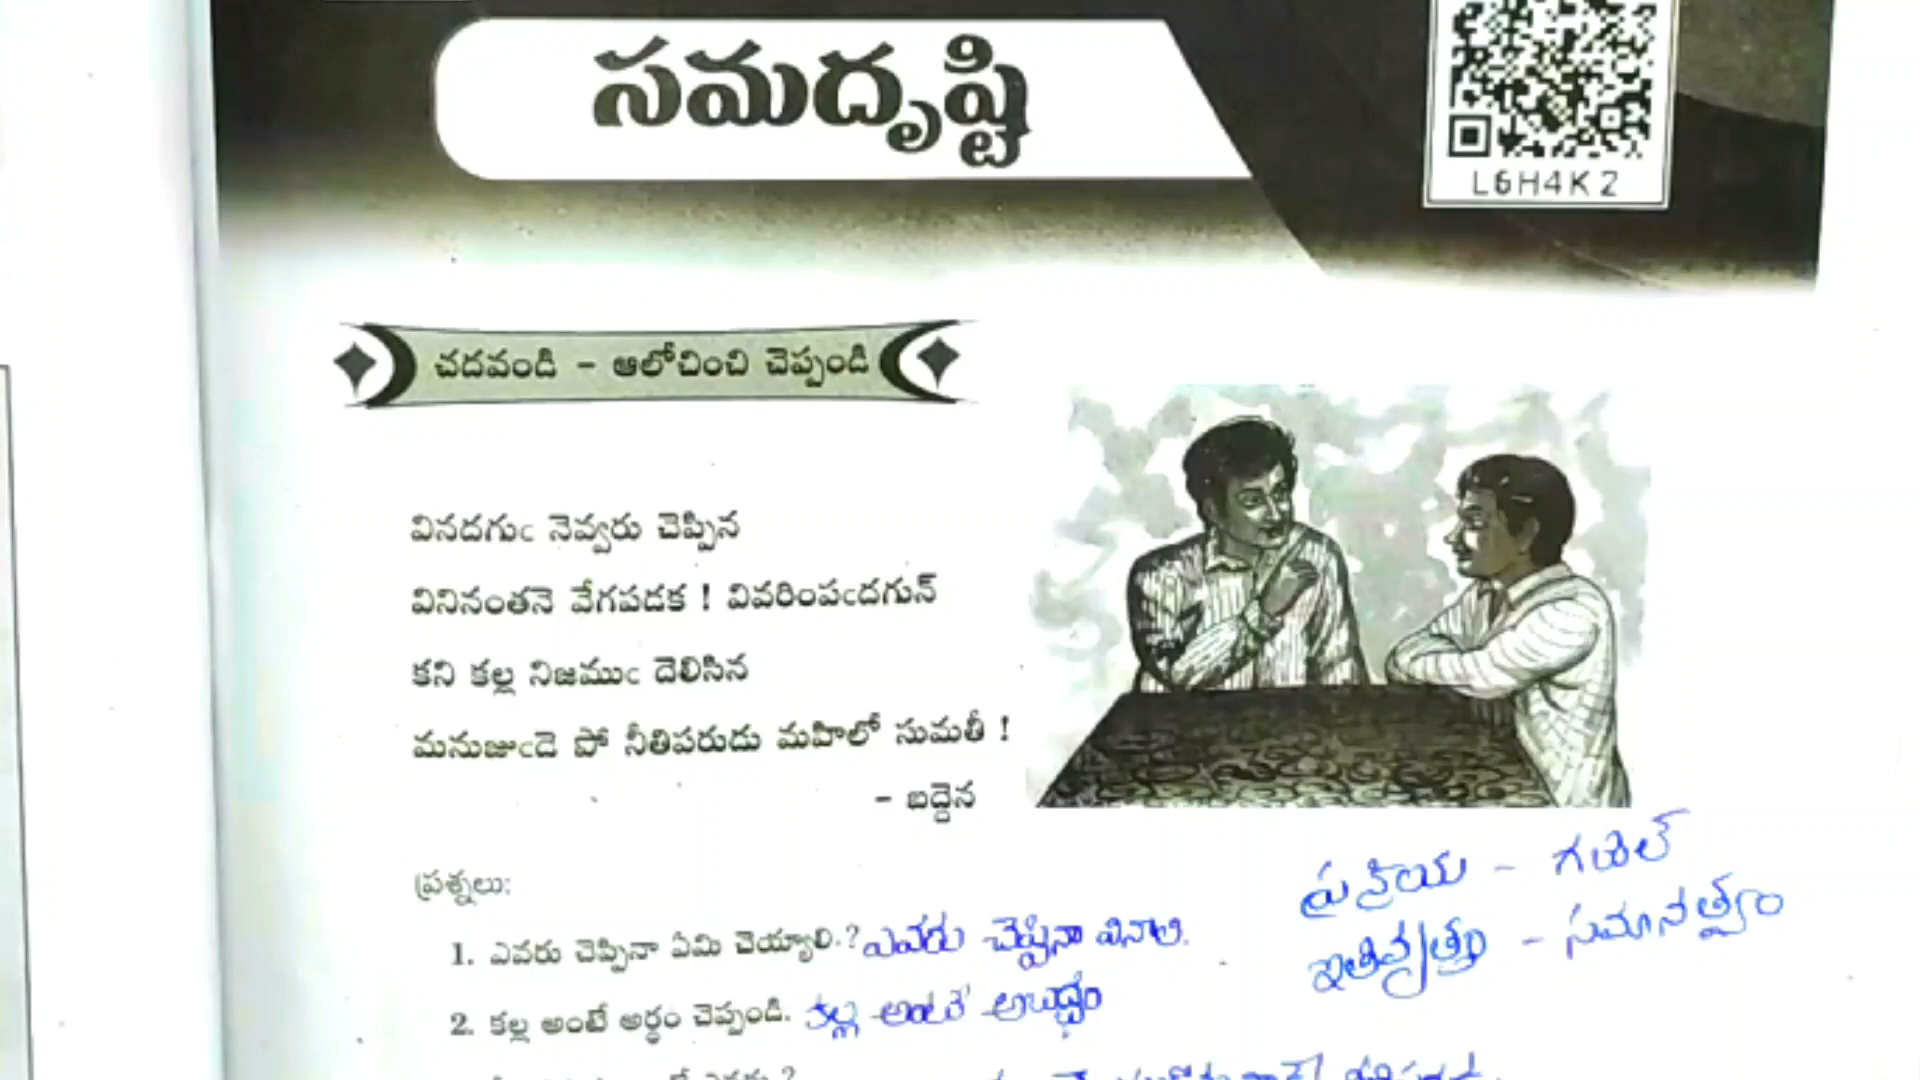 సమదృష్టి
L6H4K2
చదవండి - ఆలోచించి చెప్పండి
వినదగుఁ నెవ్వరు చెప్పిన
వినినంతనె వేగపడక ! వివరింపఁదగున్
కని కల్ల నిజముఁ దెలిసిన
మనుజుఁడె పో నీతిపరుడు మహిలో సుమతీ !
- బద్దెన
ప్రక్రియ - గజల్
ఇతివృత్తం - సమానత్వం
ప్రశ్నలు:
1. ఎవరు చెప్పినా ఏమి చెయ్యాలి.? ఎవరు చెప్పినా వినాలి.
2. కల్ల అంటే అర్థం చెప్పండి. కల్ల అంటే అబద్ధం